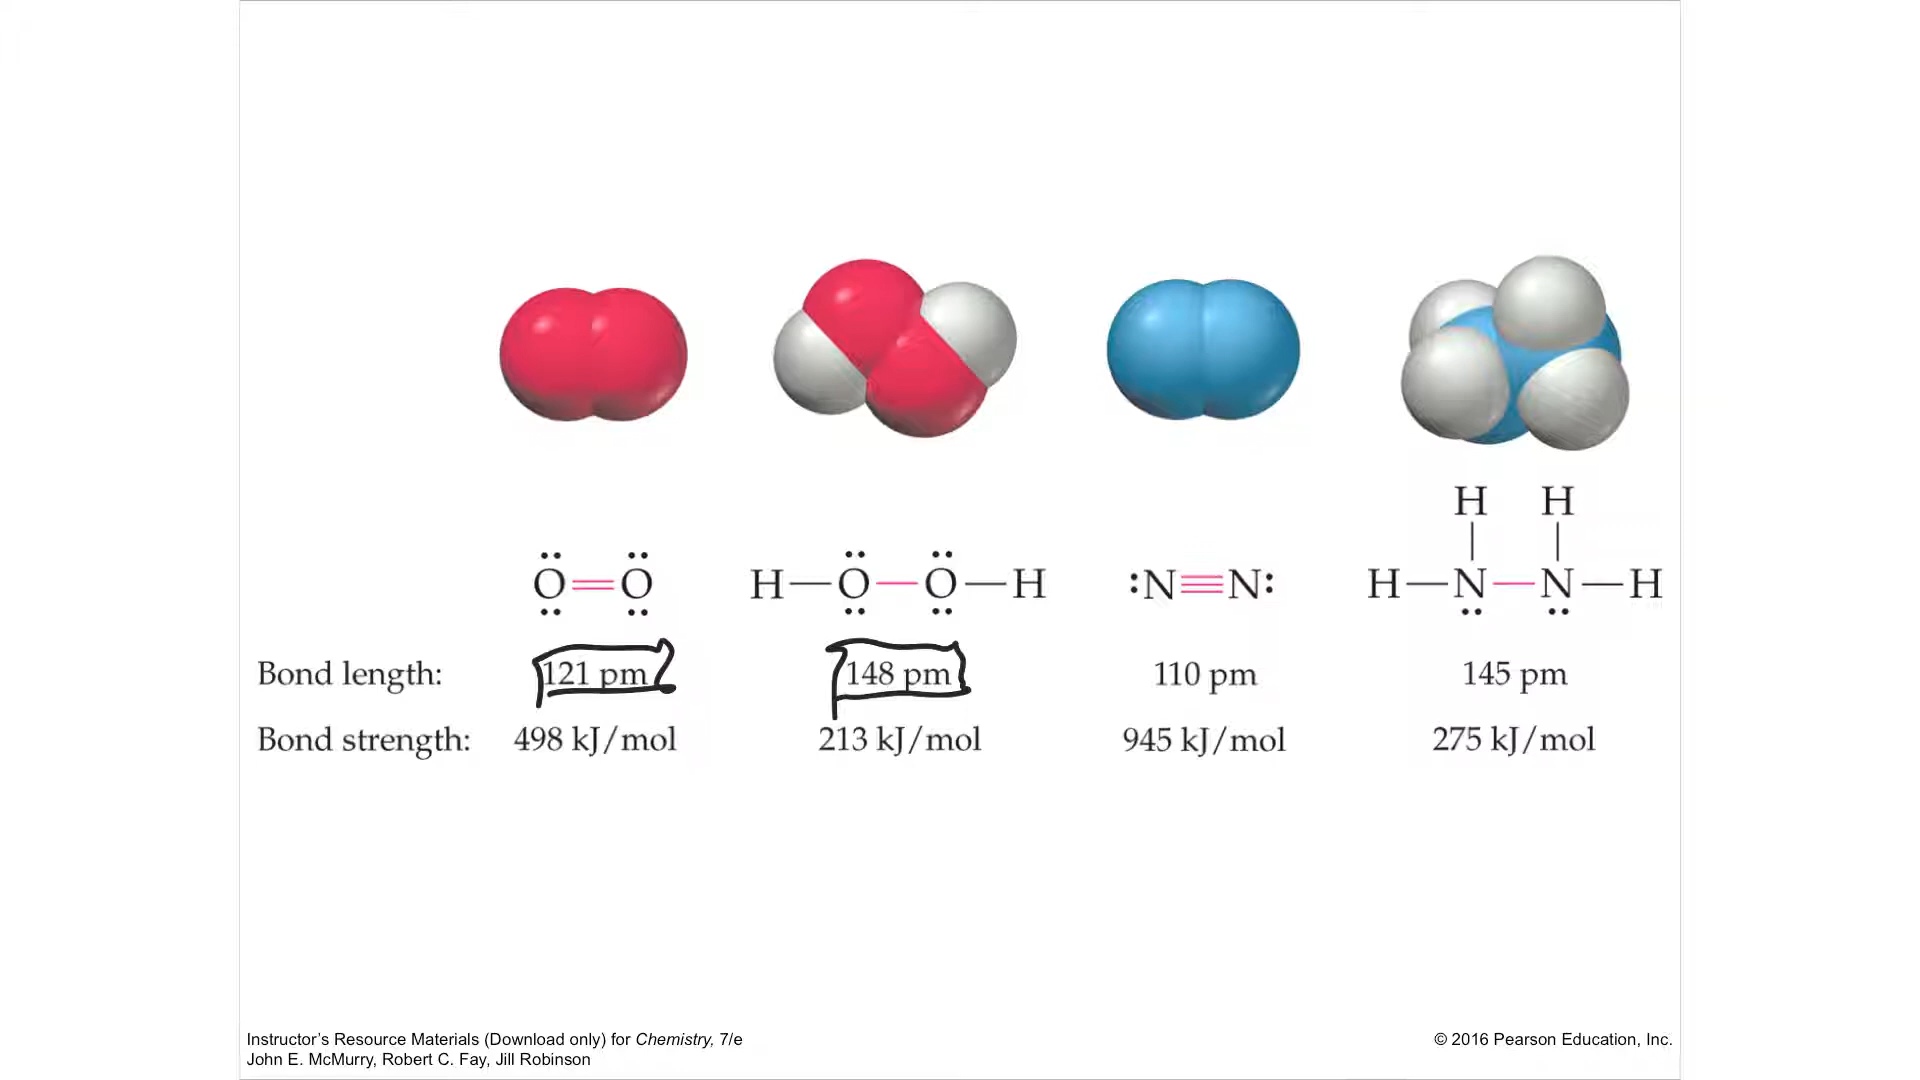 H H
:Ö=Ö: H—Ö—Ö—H :N≡N: H—N—N—H
Bond length: 121 pm 148 pm 110 pm 145 pm
Bond strength: 498 kJ/mol 213 kJ/mol 945 kJ/mol 275 kJ/mol
Instructor’s Resource Materials (Download only) for Chemistry, 7/e
John E. McMurry, Robert C. Fay, Jill Robinson
© 2016 Pearson Education, Inc.